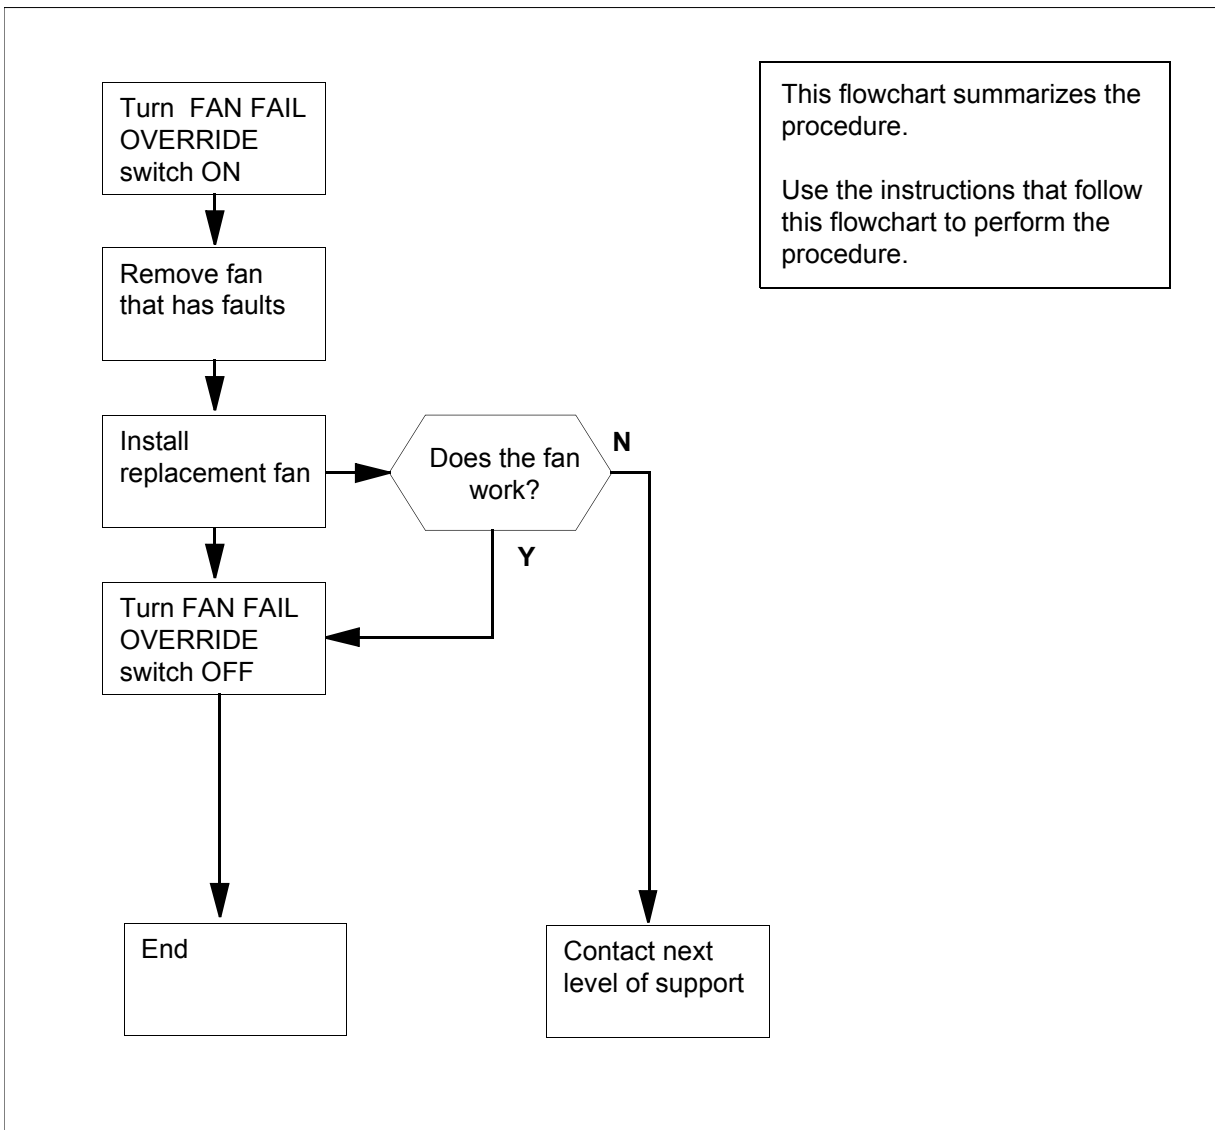 Turn  FAN FAIL
OVERRIDE
switch ON
This flowchart summarizes the
procedure.
Use the instructions that follow
this flowchart to perform the
procedure.
Remove fan
that has faults
Install
replacement fan
Does the fan
work?
N
Y
Turn FAN FAIL
OVERRIDE
switch OFF
End
Contact next
level of support